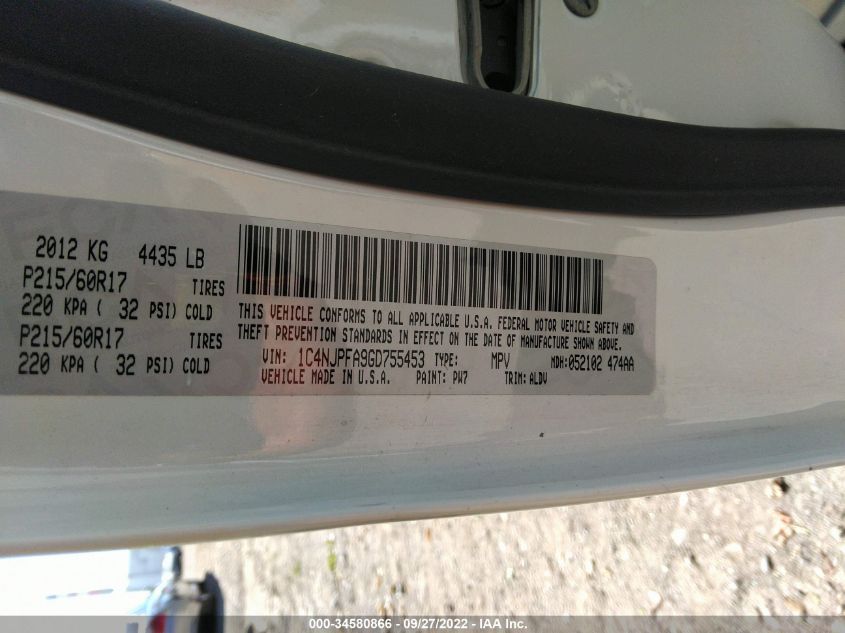 2012 KG 4435 LB
P215/60R17 TIRES
220 KPA ( 32 PSI) COLD
P215/60R17 TIRES
220 KPA ( 32 PSI) COLD
THIS VEHICLE CONFORMS TO ALL APPLICABLE U.S.A. FEDERAL MOTOR VEHICLE SAFETY AND
THEFT PREVENTION STANDARDS IN EFFECT ON THE DATE OF MANUFACTURE SHOWN ABOVE.
VIN: 1C4NJPFA9GD755453 TYPE: MPV MDH:052102 474AA
VEHICLE MADE IN U.S.A. PAINT: PW7 TRIM: ALDV
000-34580866 - 09/27/2022 - IAA Inc.